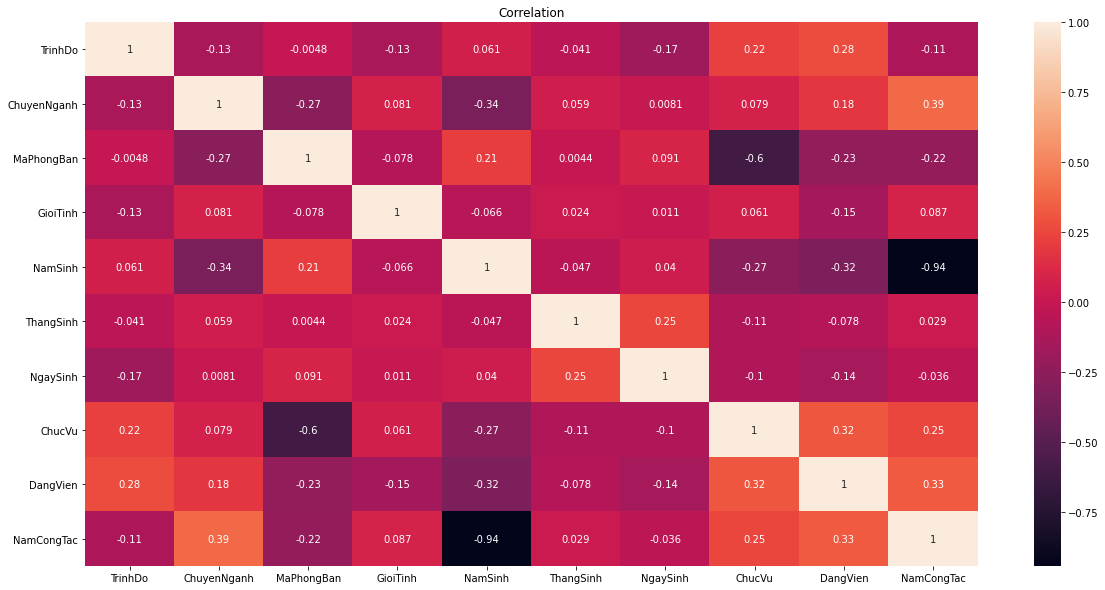 Correlation
TrinhDo 1 -0.13 -0.0048 -0.13 0.061 -0.041 -0.17 0.22 0.28 -0.11
ChuyenNganh -0.13 1 -0.27 0.081 -0.34 0.059 0.0081 0.079 0.18 0.39
MaPhongBan -0.0048 -0.27 1 -0.078 0.21 0.0044 0.091 -0.6 -0.23 -0.22
GioiTinh -0.13 0.081 -0.078 1 -0.066 0.024 0.011 0.061 -0.15 0.087
NamSinh 0.061 -0.34 0.21 -0.066 1 -0.047 0.04 -0.27 -0.32 -0.94
ThangSinh -0.041 0.059 0.0044 0.024 -0.047 1 0.25 -0.11 -0.078 0.029
NgaySinh -0.17 0.0081 0.091 0.011 0.04 0.25 1 -0.1 -0.14 -0.036
ChucVu 0.22 0.079 -0.6 0.061 -0.27 -0.11 -0.1 1 0.32 0.25
DangVien 0.28 0.18 -0.23 -0.15 -0.32 -0.078 -0.14 0.32 1 0.33
NamCongTac -0.11 0.39 -0.22 0.087 -0.94 0.029 -0.036 0.25 0.33 1
TrinhDo ChuyenNganh MaPhongBan GioiTinh NamSinh ThangSinh NgaySinh ChucVu DangVien NamCongTac
1.00
0.75
0.50
0.25
0.00
−0.25
−0.50
−0.75